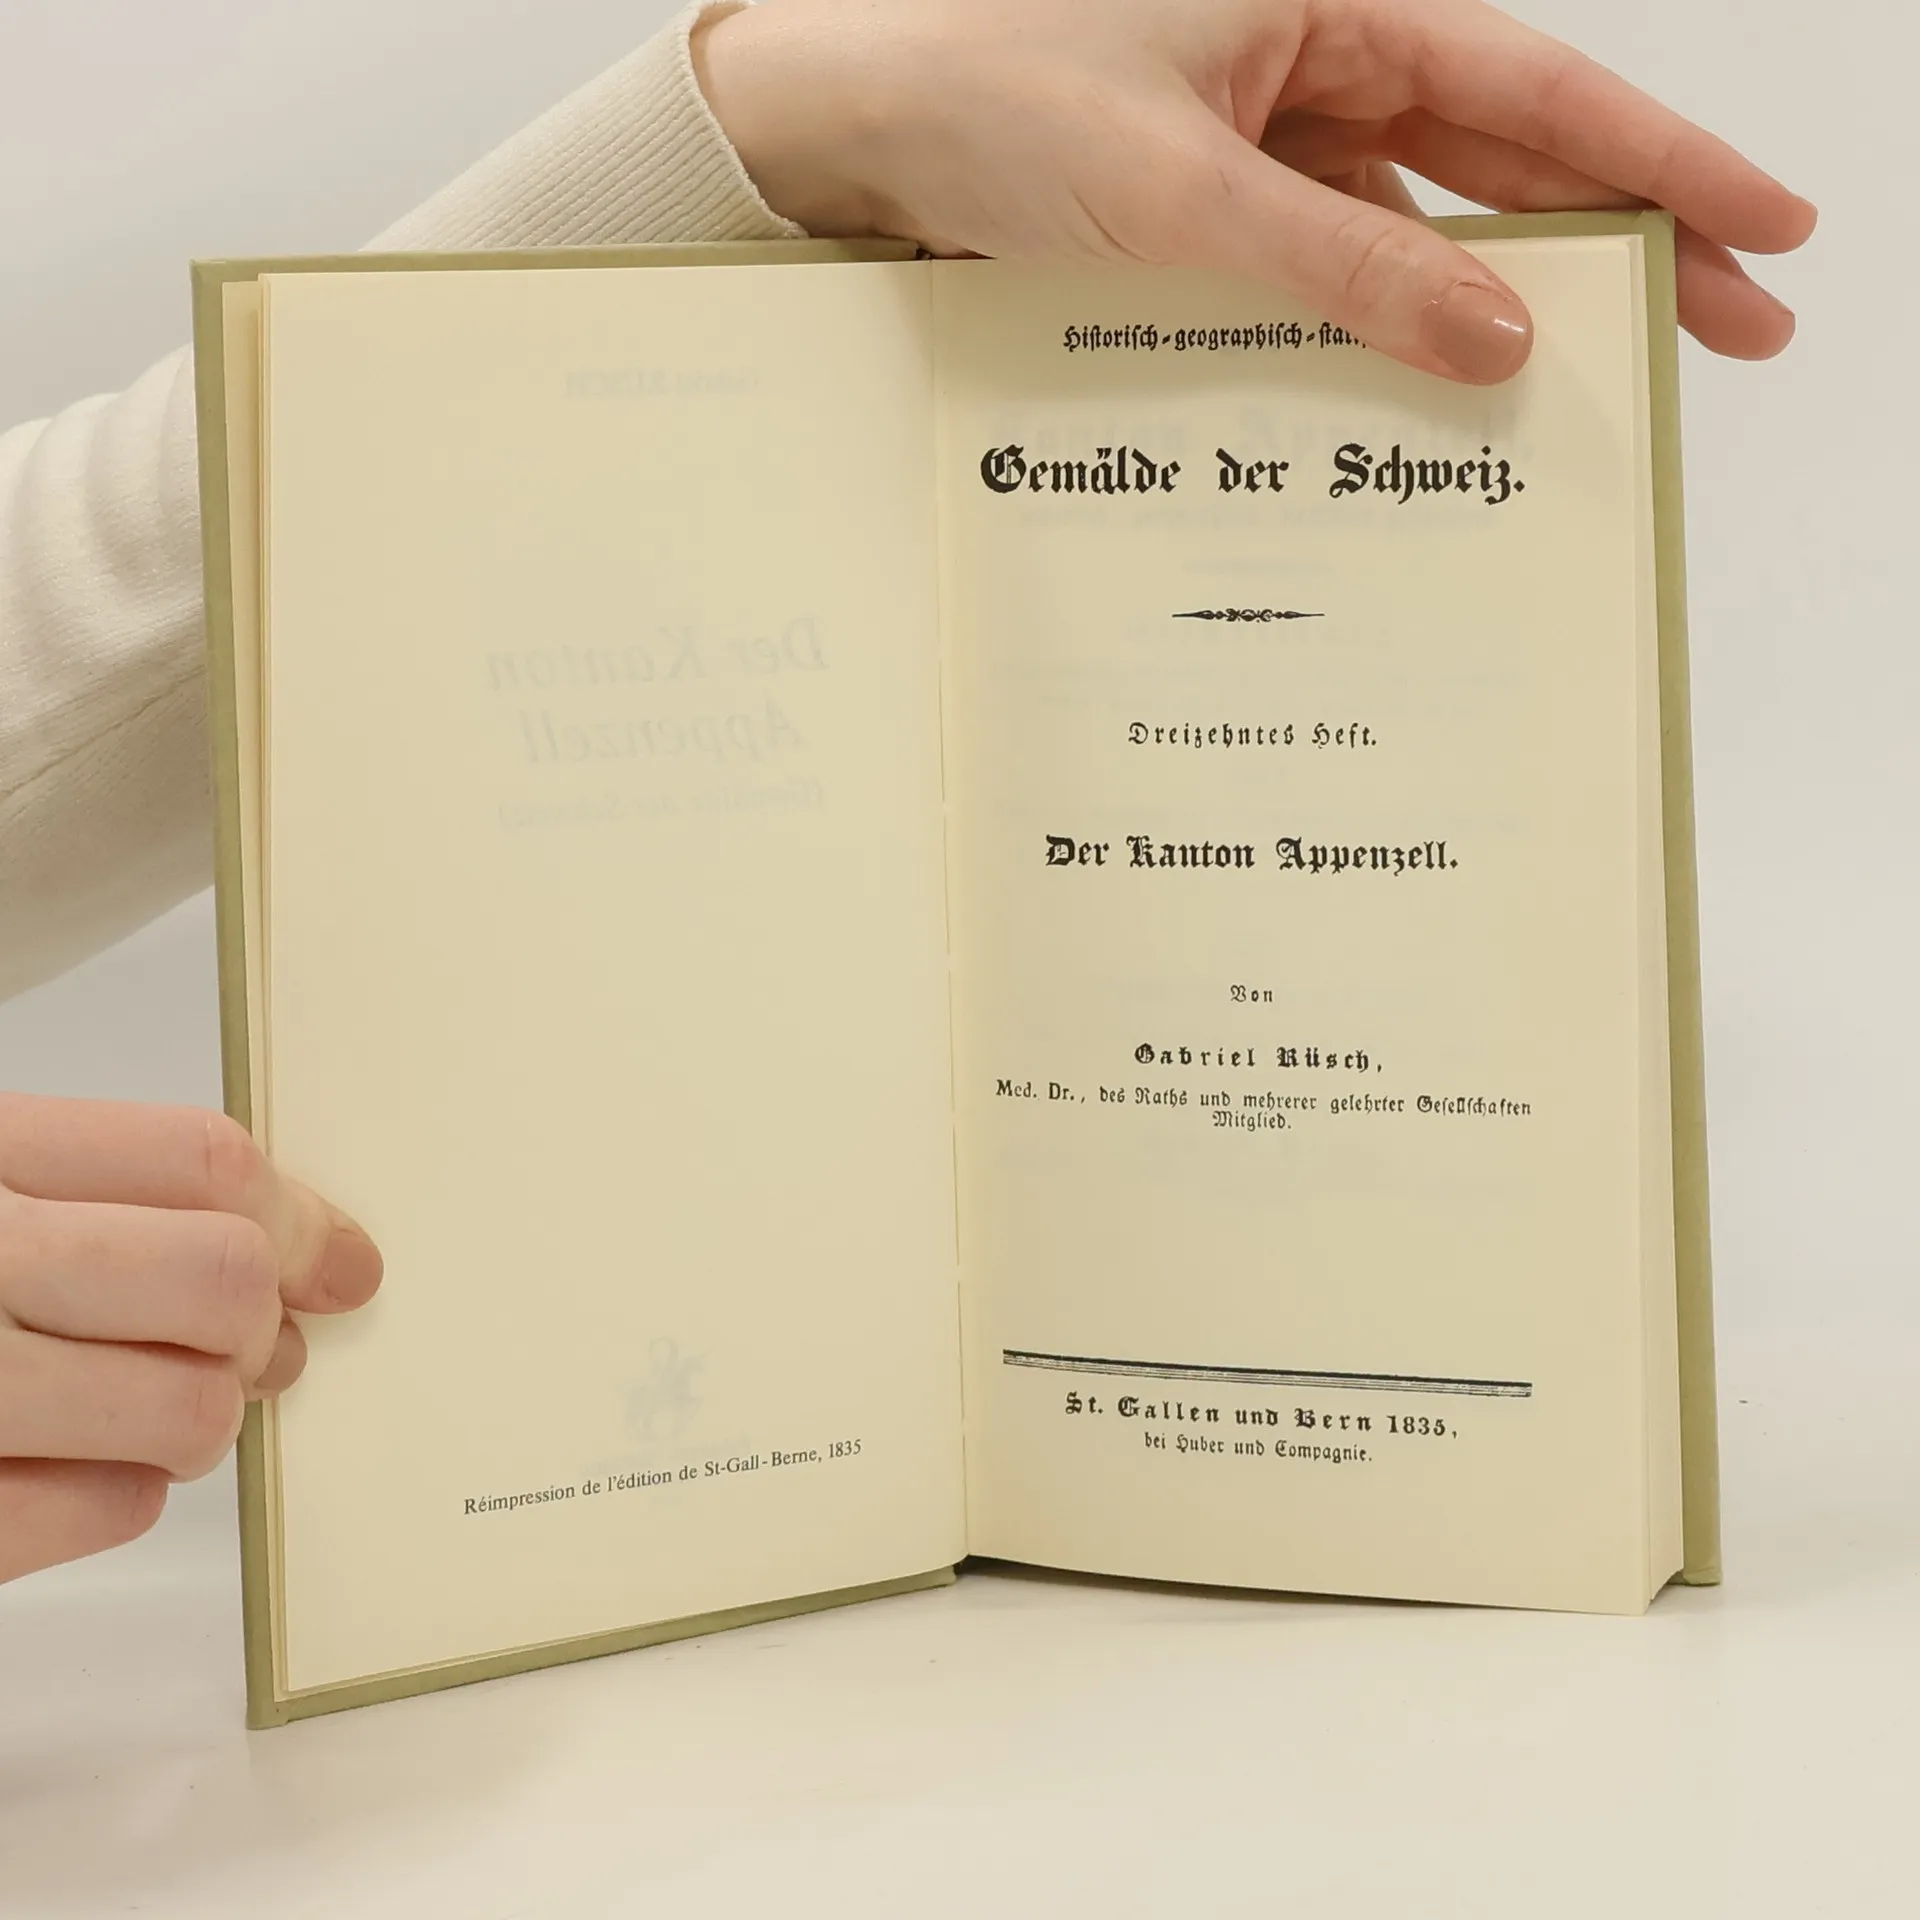 Réimpression de l'édition de St-Gall-Berne, 1835
Historisch-geographisch-
Gemälde der Schweiz.
Dreizehntes Heft.
Der Kanton Appenzell.
Von
Gabriel Rüsch,
Med. Dr., des Raths und mehrerer gelehrter Gesellschaften
Mitglied.
St. Gallen und Bern 1835,
bei Huber und Compagnie.